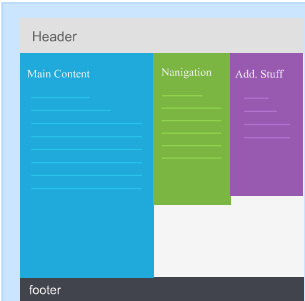 Header
Main Content
Nanigation
Add. Stuff
footer